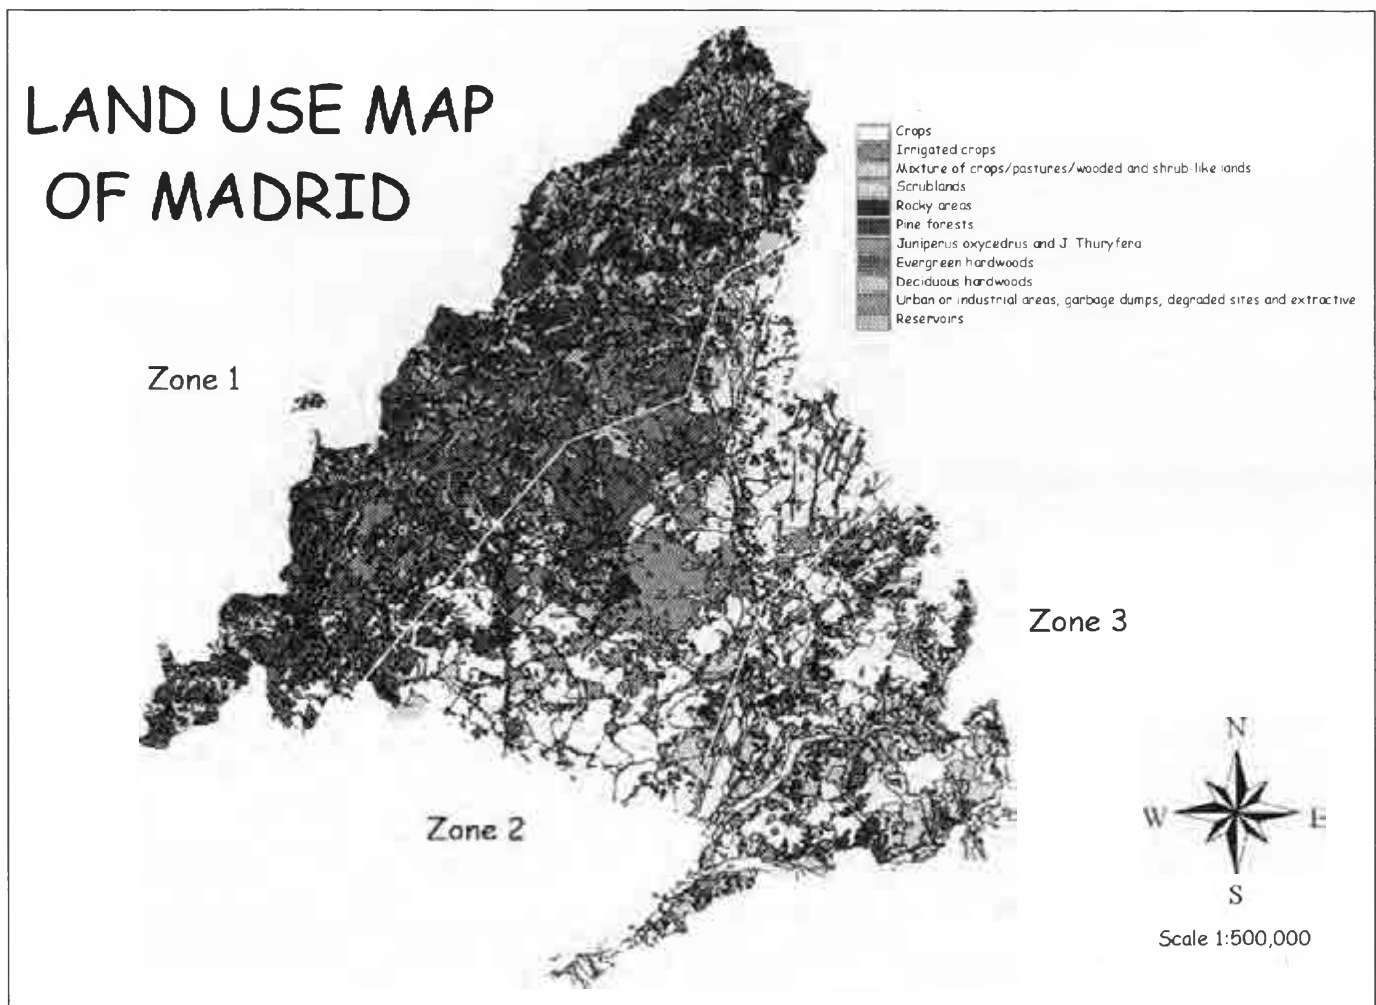 LAND USE MAP
OF MADRID
Crops
Irrigated crops
Mixture of crops/pastures/wooded and shrub-like lands
Scrublands
Rocky areas
Pine forests
Juniperus oxycedrus and J. Thuryfera
Evergreen hardwoods
Deciduous hardwoods
Urban or industrial areas, garbage dumps, degraded sites and extractive
Reservoirs
Zone 1
Zone 3
Zone 2
N
W E
S
Scale 1:500,000